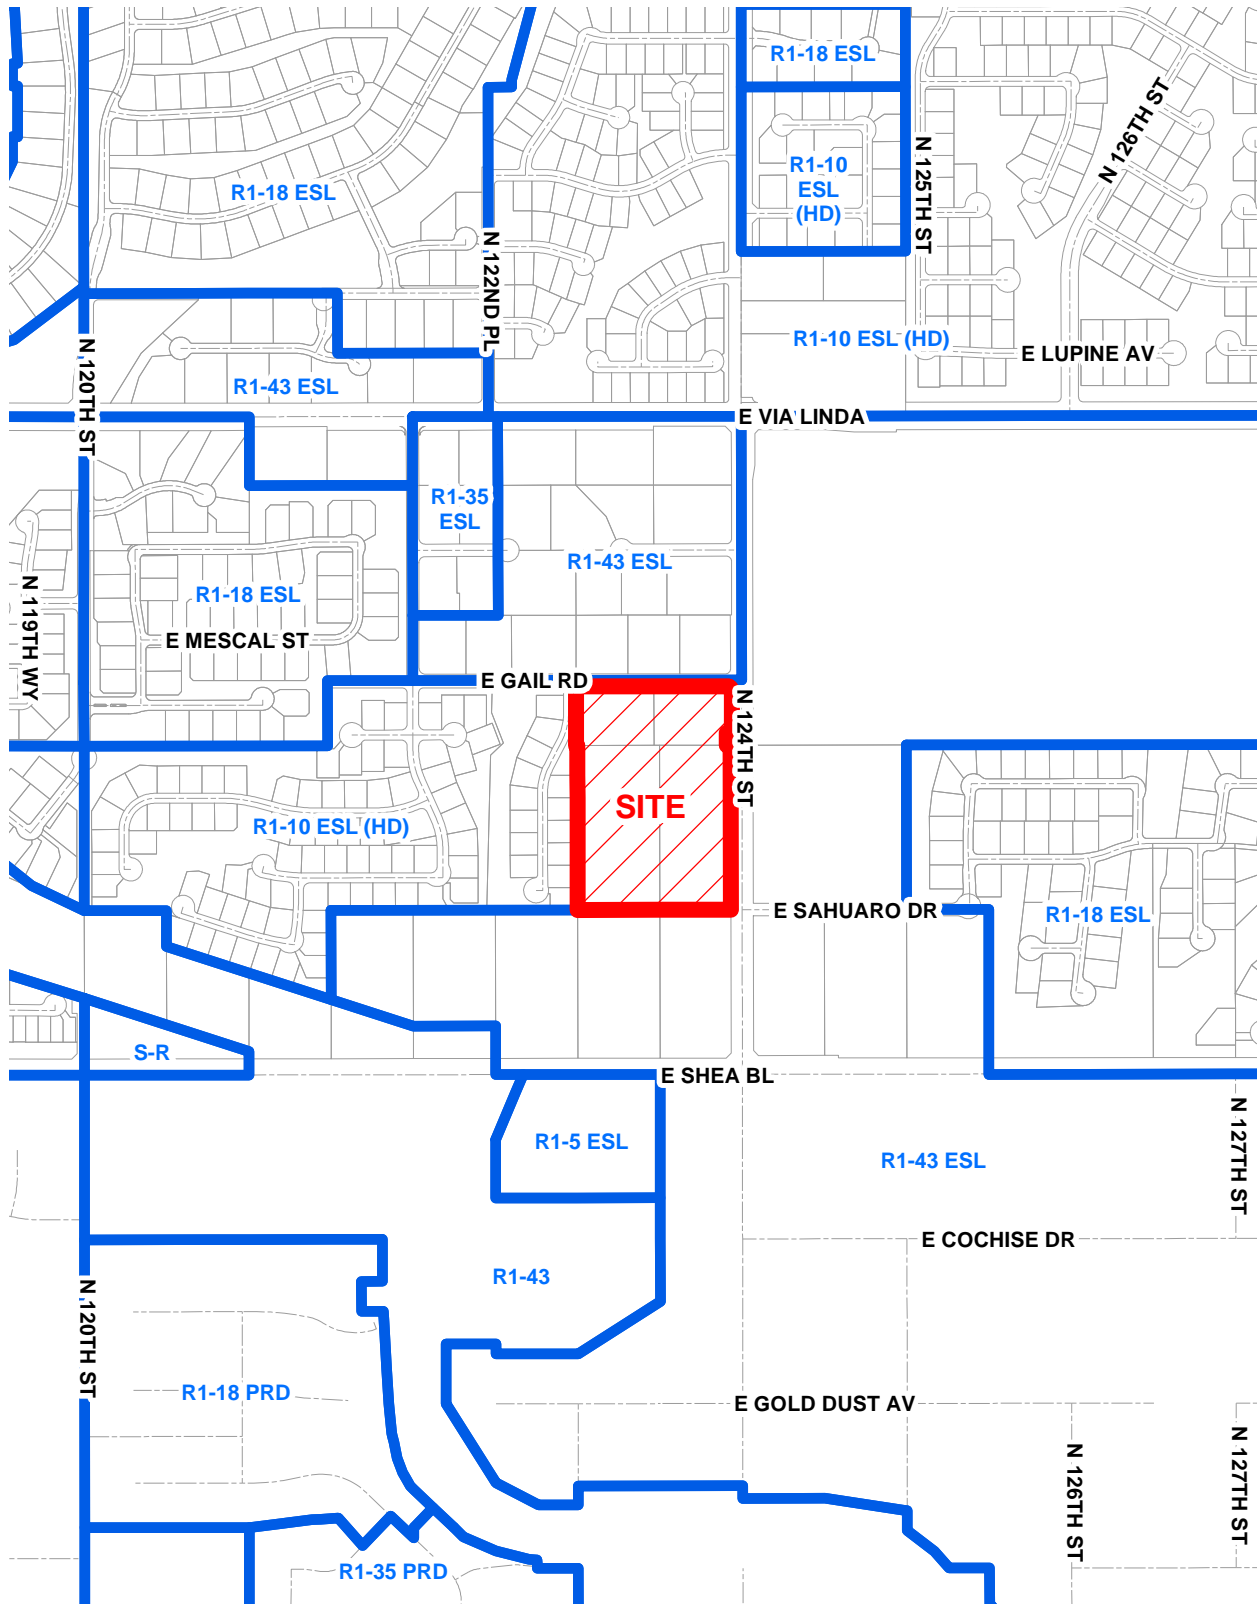 R1-18 ESL
N 126TH ST
R1-10
ESL
(HD)
N 125TH ST
R1-18 ESL
N 122ND PL
R1-10 ESL (HD)
E LUPINE AV
N 120TH ST
R1-43 ESL
E VIA LINDA
R1-35
ESL
R1-43 ESL
N 119TH WY
R1-18 ESL
E MESCAL ST
E GAIL RD
N 124TH ST
SITE
R1-10 ESL (HD)
E SAHUARO DR
R1-18 ESL
S-R
E SHEA BL
R1-5 ESL
R1-43 ESL
N 127TH ST
E COCHISE DR
R1-43
N 120TH ST
R1-18 PRD
E GOLD DUST AV
N 126TH ST
N 127TH ST
R1-35 PRD